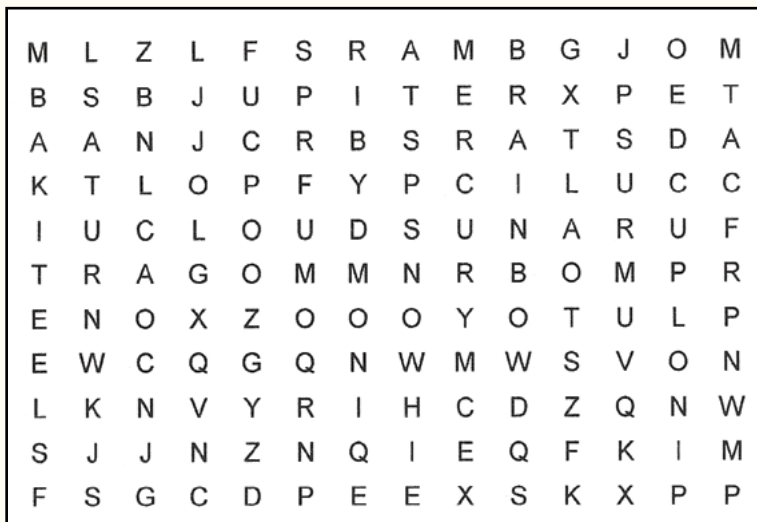 M L Z L F S R A M B G J O M
B S B J U P I T E R X P E T
A A N J C R B S R A T S D A
K T L O P F Y P C I L U C C
I U C L O U D S U N A R U F
T R A G O M M N R B O M P R
E N O X Z O O O Y O T U L P
E W C Q G Q N W M W S V O N
L K N V Y R I H C D Z Q N W
S J J N Z N Q I E Q F K I M
F S G C D P E E X S K X P P